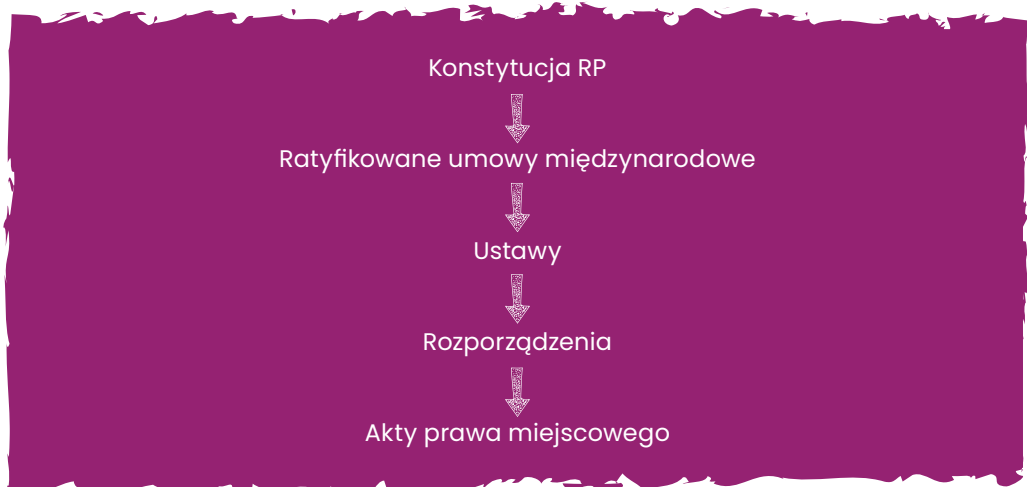 Konstytucja RP
Ratyfikowane umowy międzynarodowe
Ustawy
Rozporządzenia
Akty prawa miejscowego